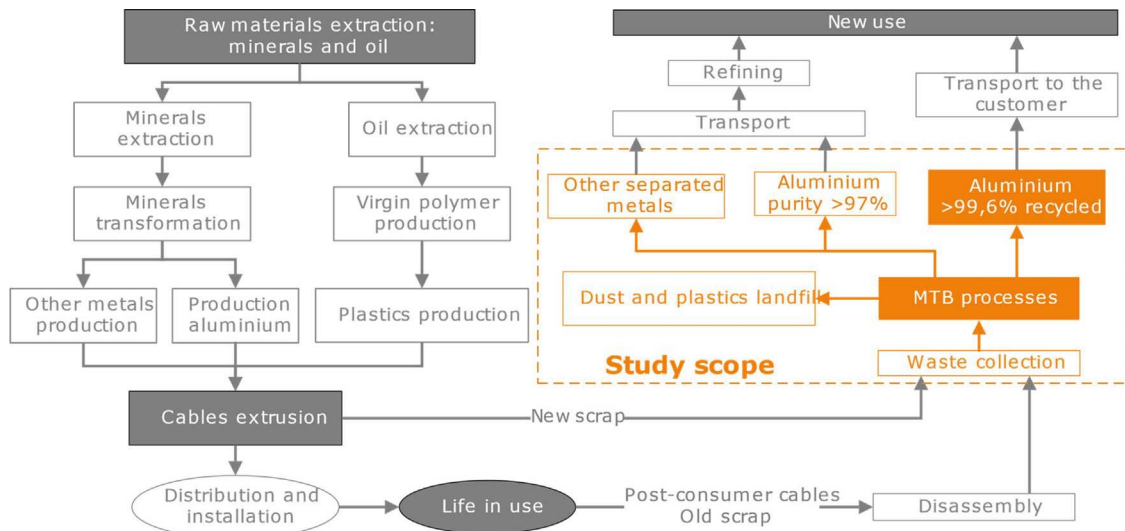 Raw materials extraction:
minerals and oil
Minerals
extraction
Oil extraction
Minerals
transformation
Virgin polymer
production
Other metals
production
Production
aluminium
Plastics production
Cables extrusion
New scrap
Distribution and
installation
Life in use
Post-consumer cables
Old scrap
Disassembly
New use
Refining
Transport
Transport to the
customer
Other separated
metals
Aluminium
purity >97%
Aluminium
>99,6% recycled
Dust and plastics landfill
MTB processes
Study scope
Waste collection